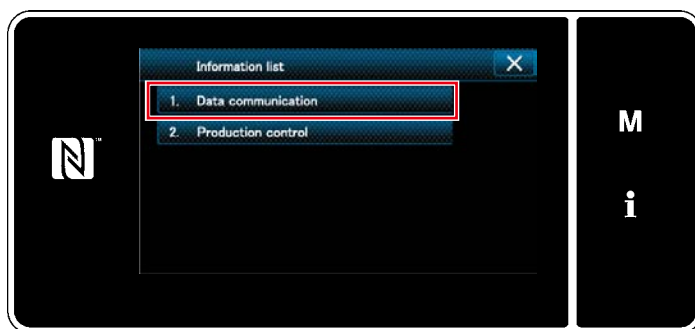 Information list
1. Data communication
2. Production control
M
i